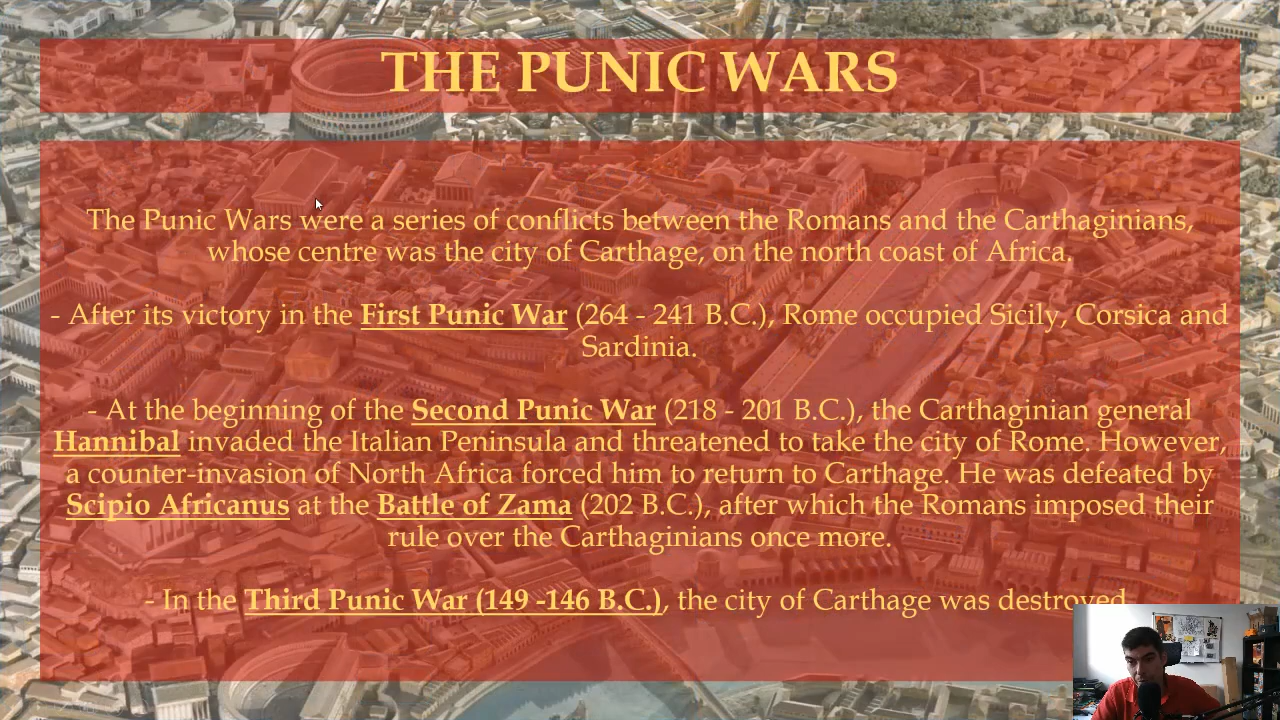 THE PUNIC WARS
The Punic Wars were a series of conflicts between the Romans and the Carthaginians,
whose centre was the city of Carthage, on the north coast of Africa.
- After its victory in the First Punic War (264 - 241 B.C.), Rome occupied Sicily, Corsica and
Sardinia.
- At the beginning of the Second Punic War (218 - 201 B.C.), the Carthaginian general
Hannibal invaded the Italian Peninsula and threatened to take the city of Rome. However,
a counter-invasion of North Africa forced him to return to Carthage. He was defeated by
Scipio Africanus at the Battle of Zama (202 B.C.), after which the Romans imposed their
rule over the Carthaginians once more.
- In the Third Punic War (149 -146 B.C.), the city of Carthage was destroyed